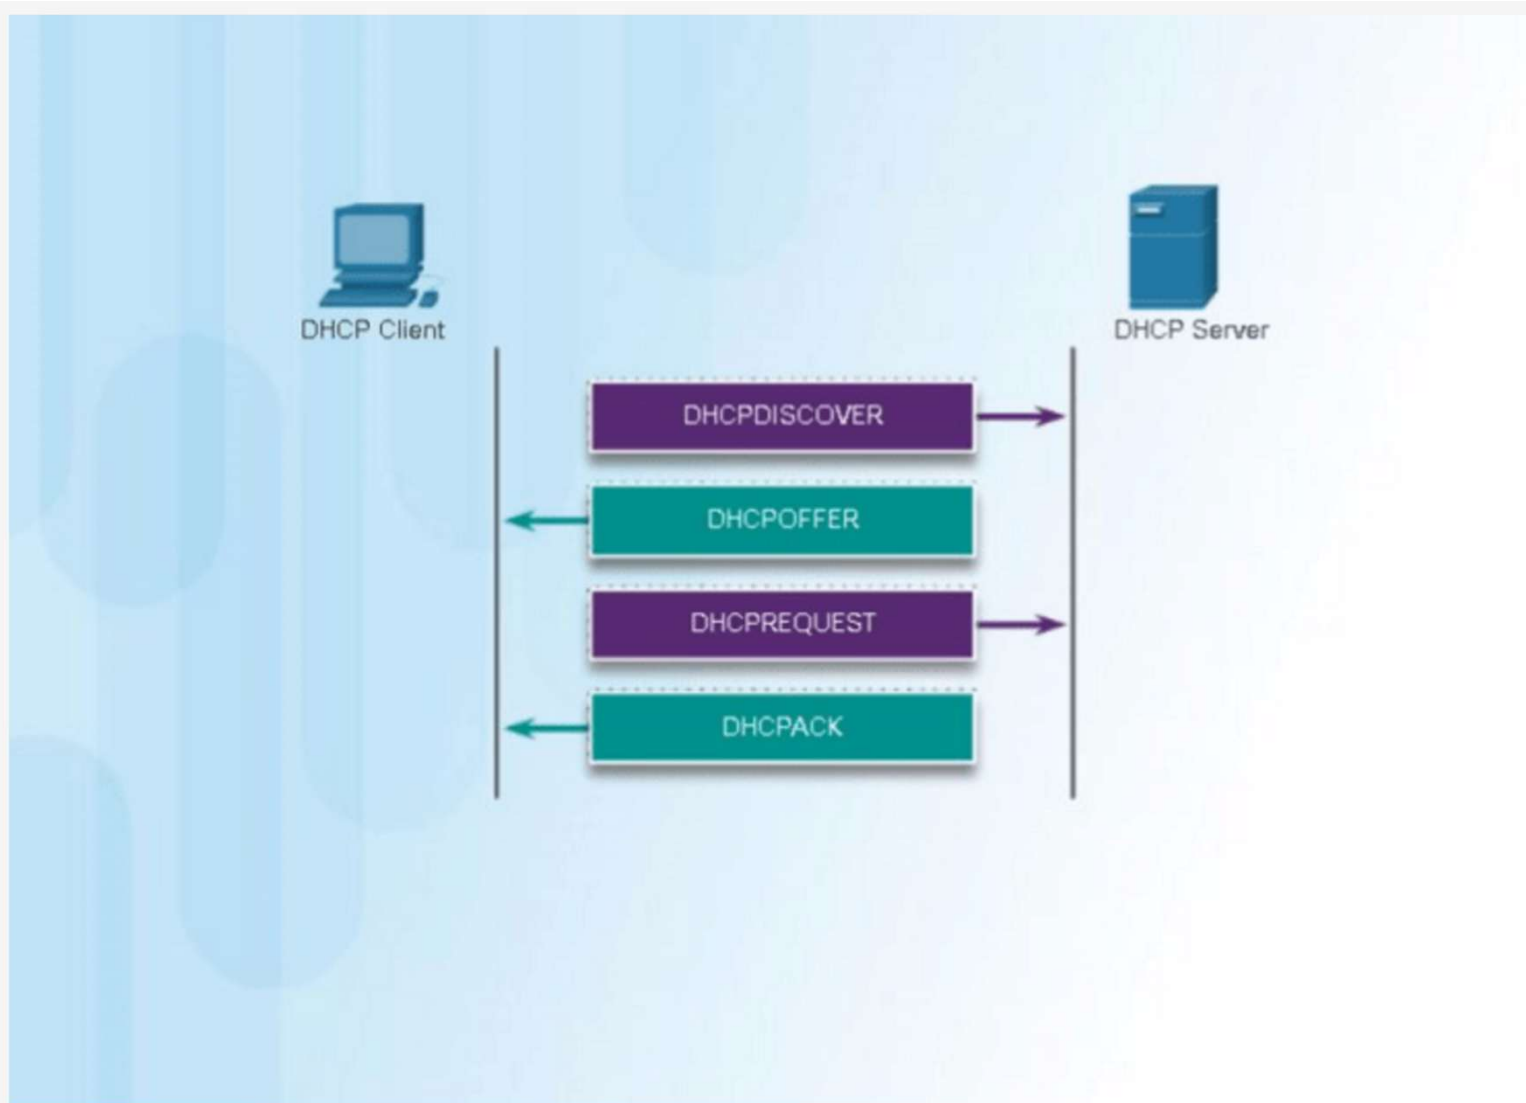 DHCP Client
DHCP Server
DHCPDISCOVER
DHCPOFFER
DHCPREQUEST
DHCPACK